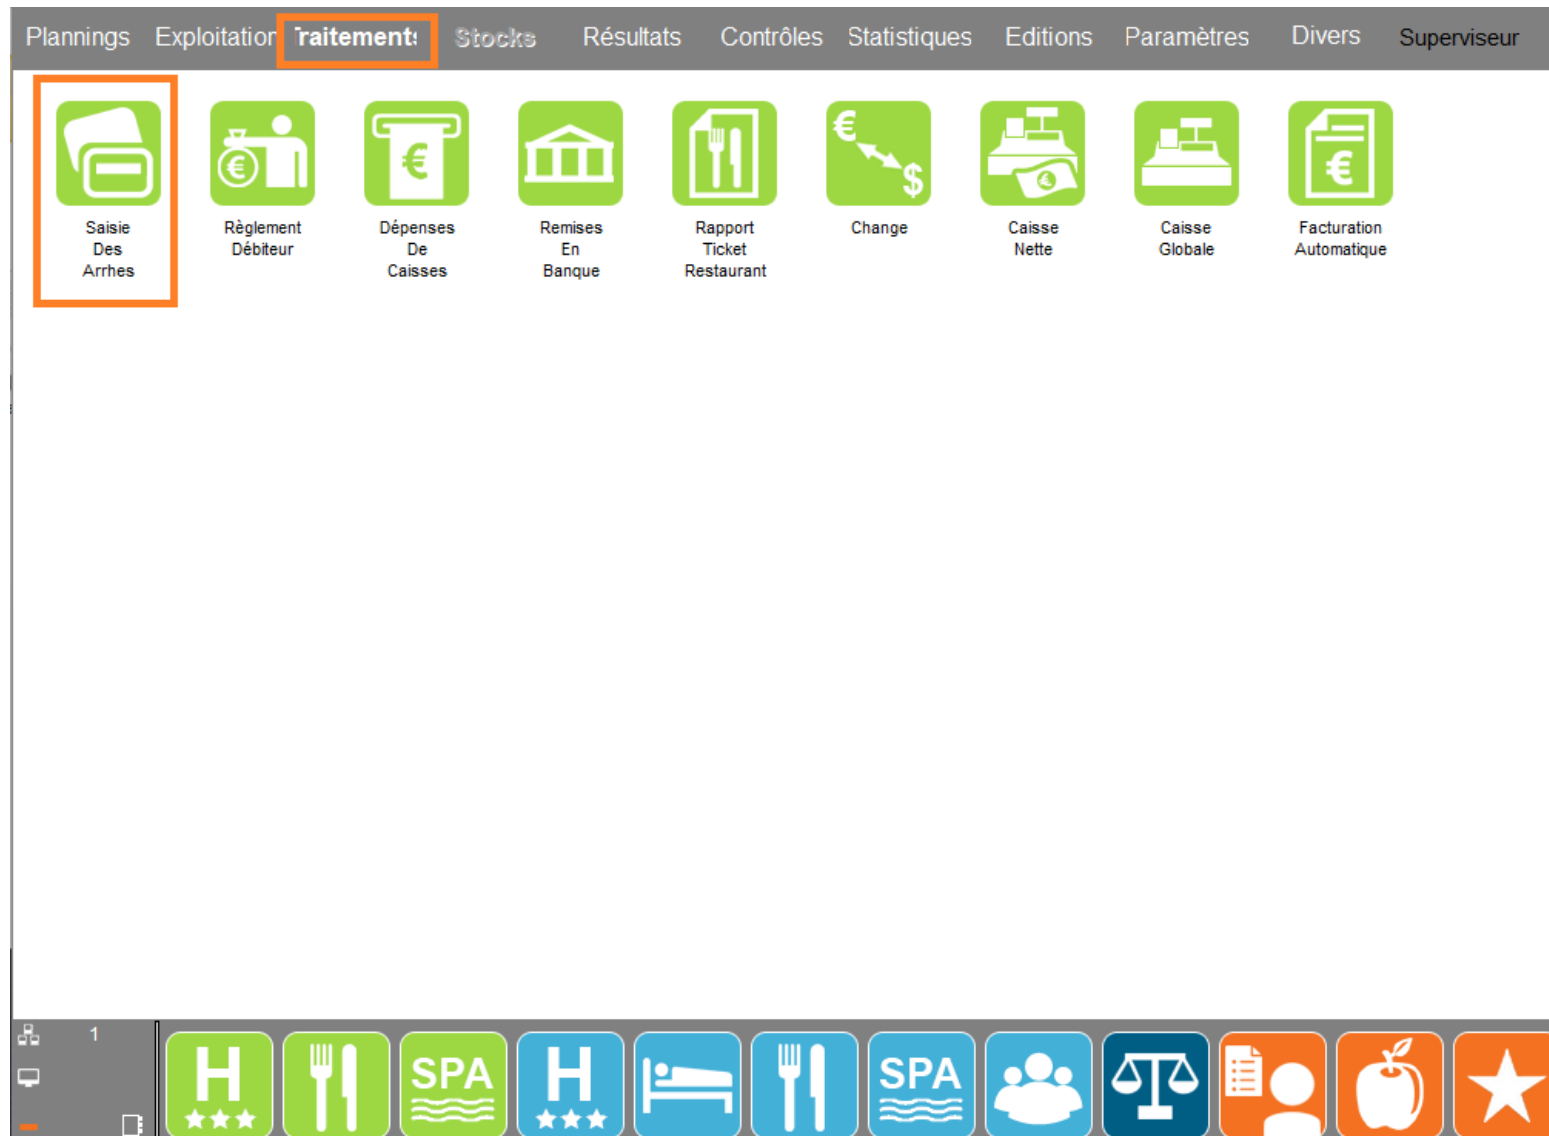 Plannings Exploitation Traitements Stocks Résultats Contrôles Statistiques Editions Paramètres Divers Superviseur
€
€
€
$
€
€
Saisie
Des
Arrhes
Règlement
Débiteur
Dépenses
De
Caisses
Remises
En
Banque
Rapport
Ticket
Restaurant
Change
Caisse
Nette
Caisse
Globale
Facturation
Automatique
1
H
SPA
H
SPA